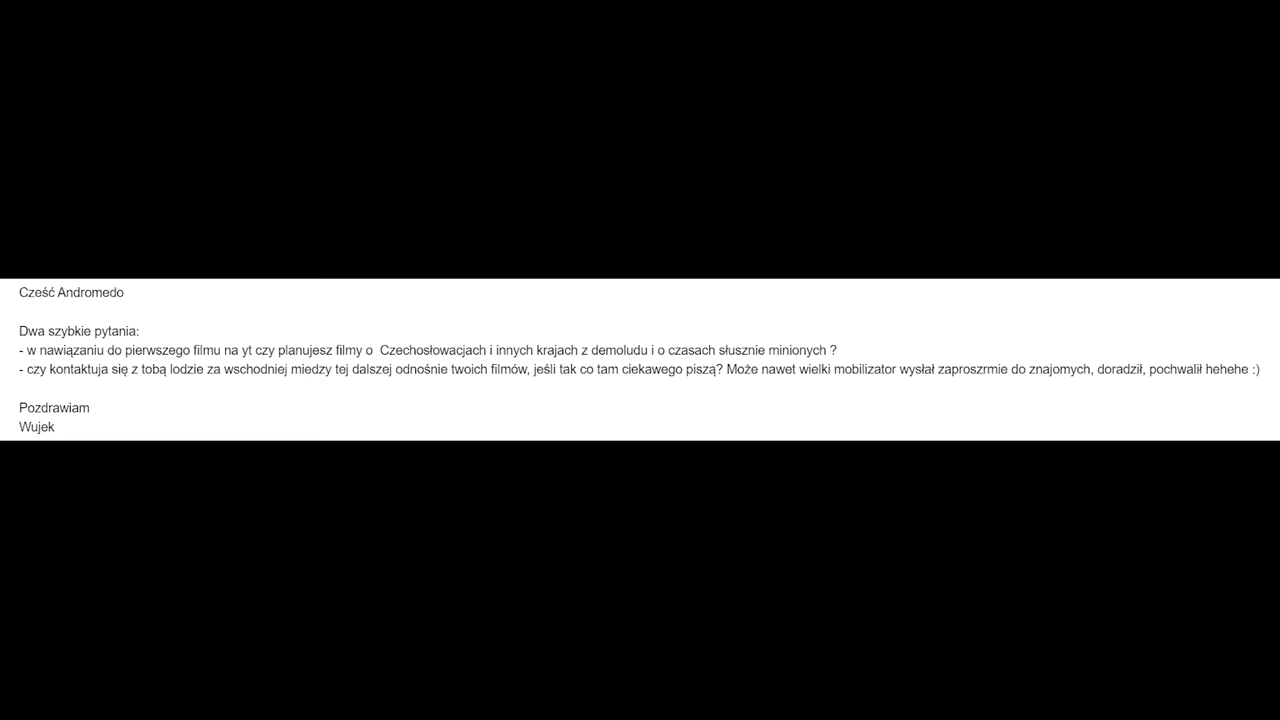 Cześć Andromedo
Dwa szybkie pytania:
- w nawiązaniu do pierwszego filmu na yt czy planujesz filmy o  Czechosłowacjach i innych krajach z demoludu i o czasach słusznie minionych ?
- czy kontaktuja się z tobą lodzie za wschodniej miedzy tej dalszej odnośnie twoich filmów, jeśli tak co tam ciekawego piszą? Może nawet wielki mobilizator wysłał zaproszrmie do znajomych, doradził, pochwalił hehehe :)
Pozdrawiam
Wujek